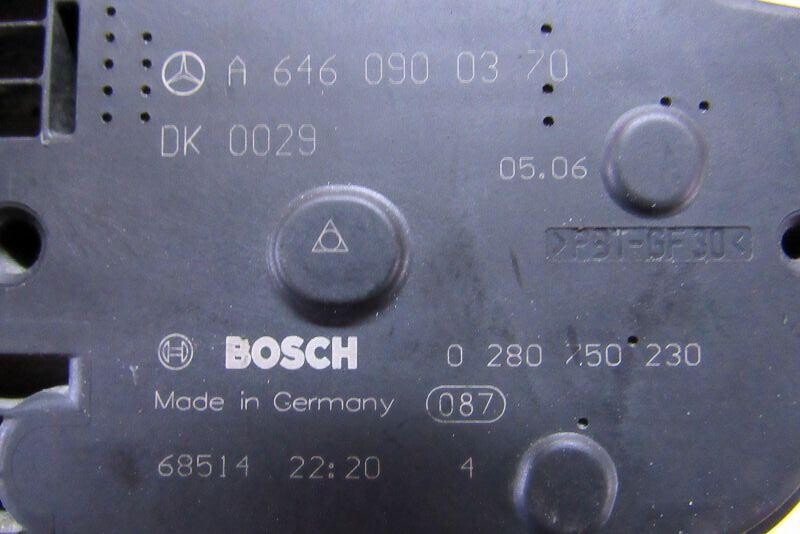 A 646 090 03 70
DK 0029
05.06
>PBT-GF30<
BOSCH 0 280 750 230
Made in Germany 087
68514 22:20 4